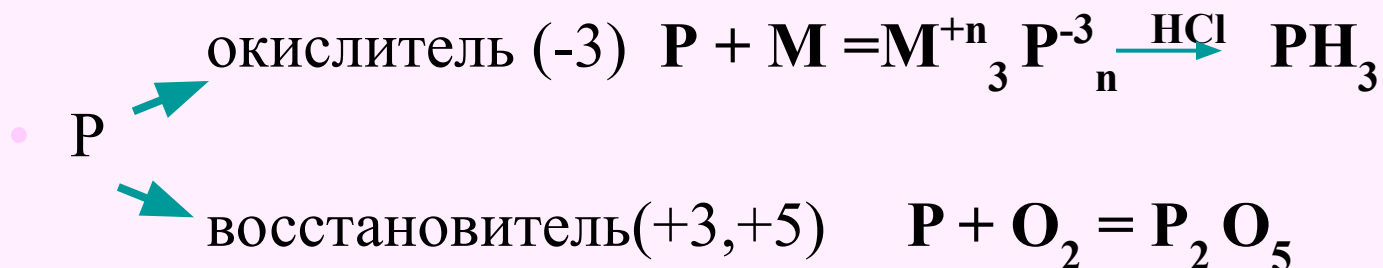 окислитель (-3) P + M =M⁺ⁿ₃ P⁻³ₙ HCl PH₃
• P
восстановитель(+3,+5) P + O₂ = P₂ O₅